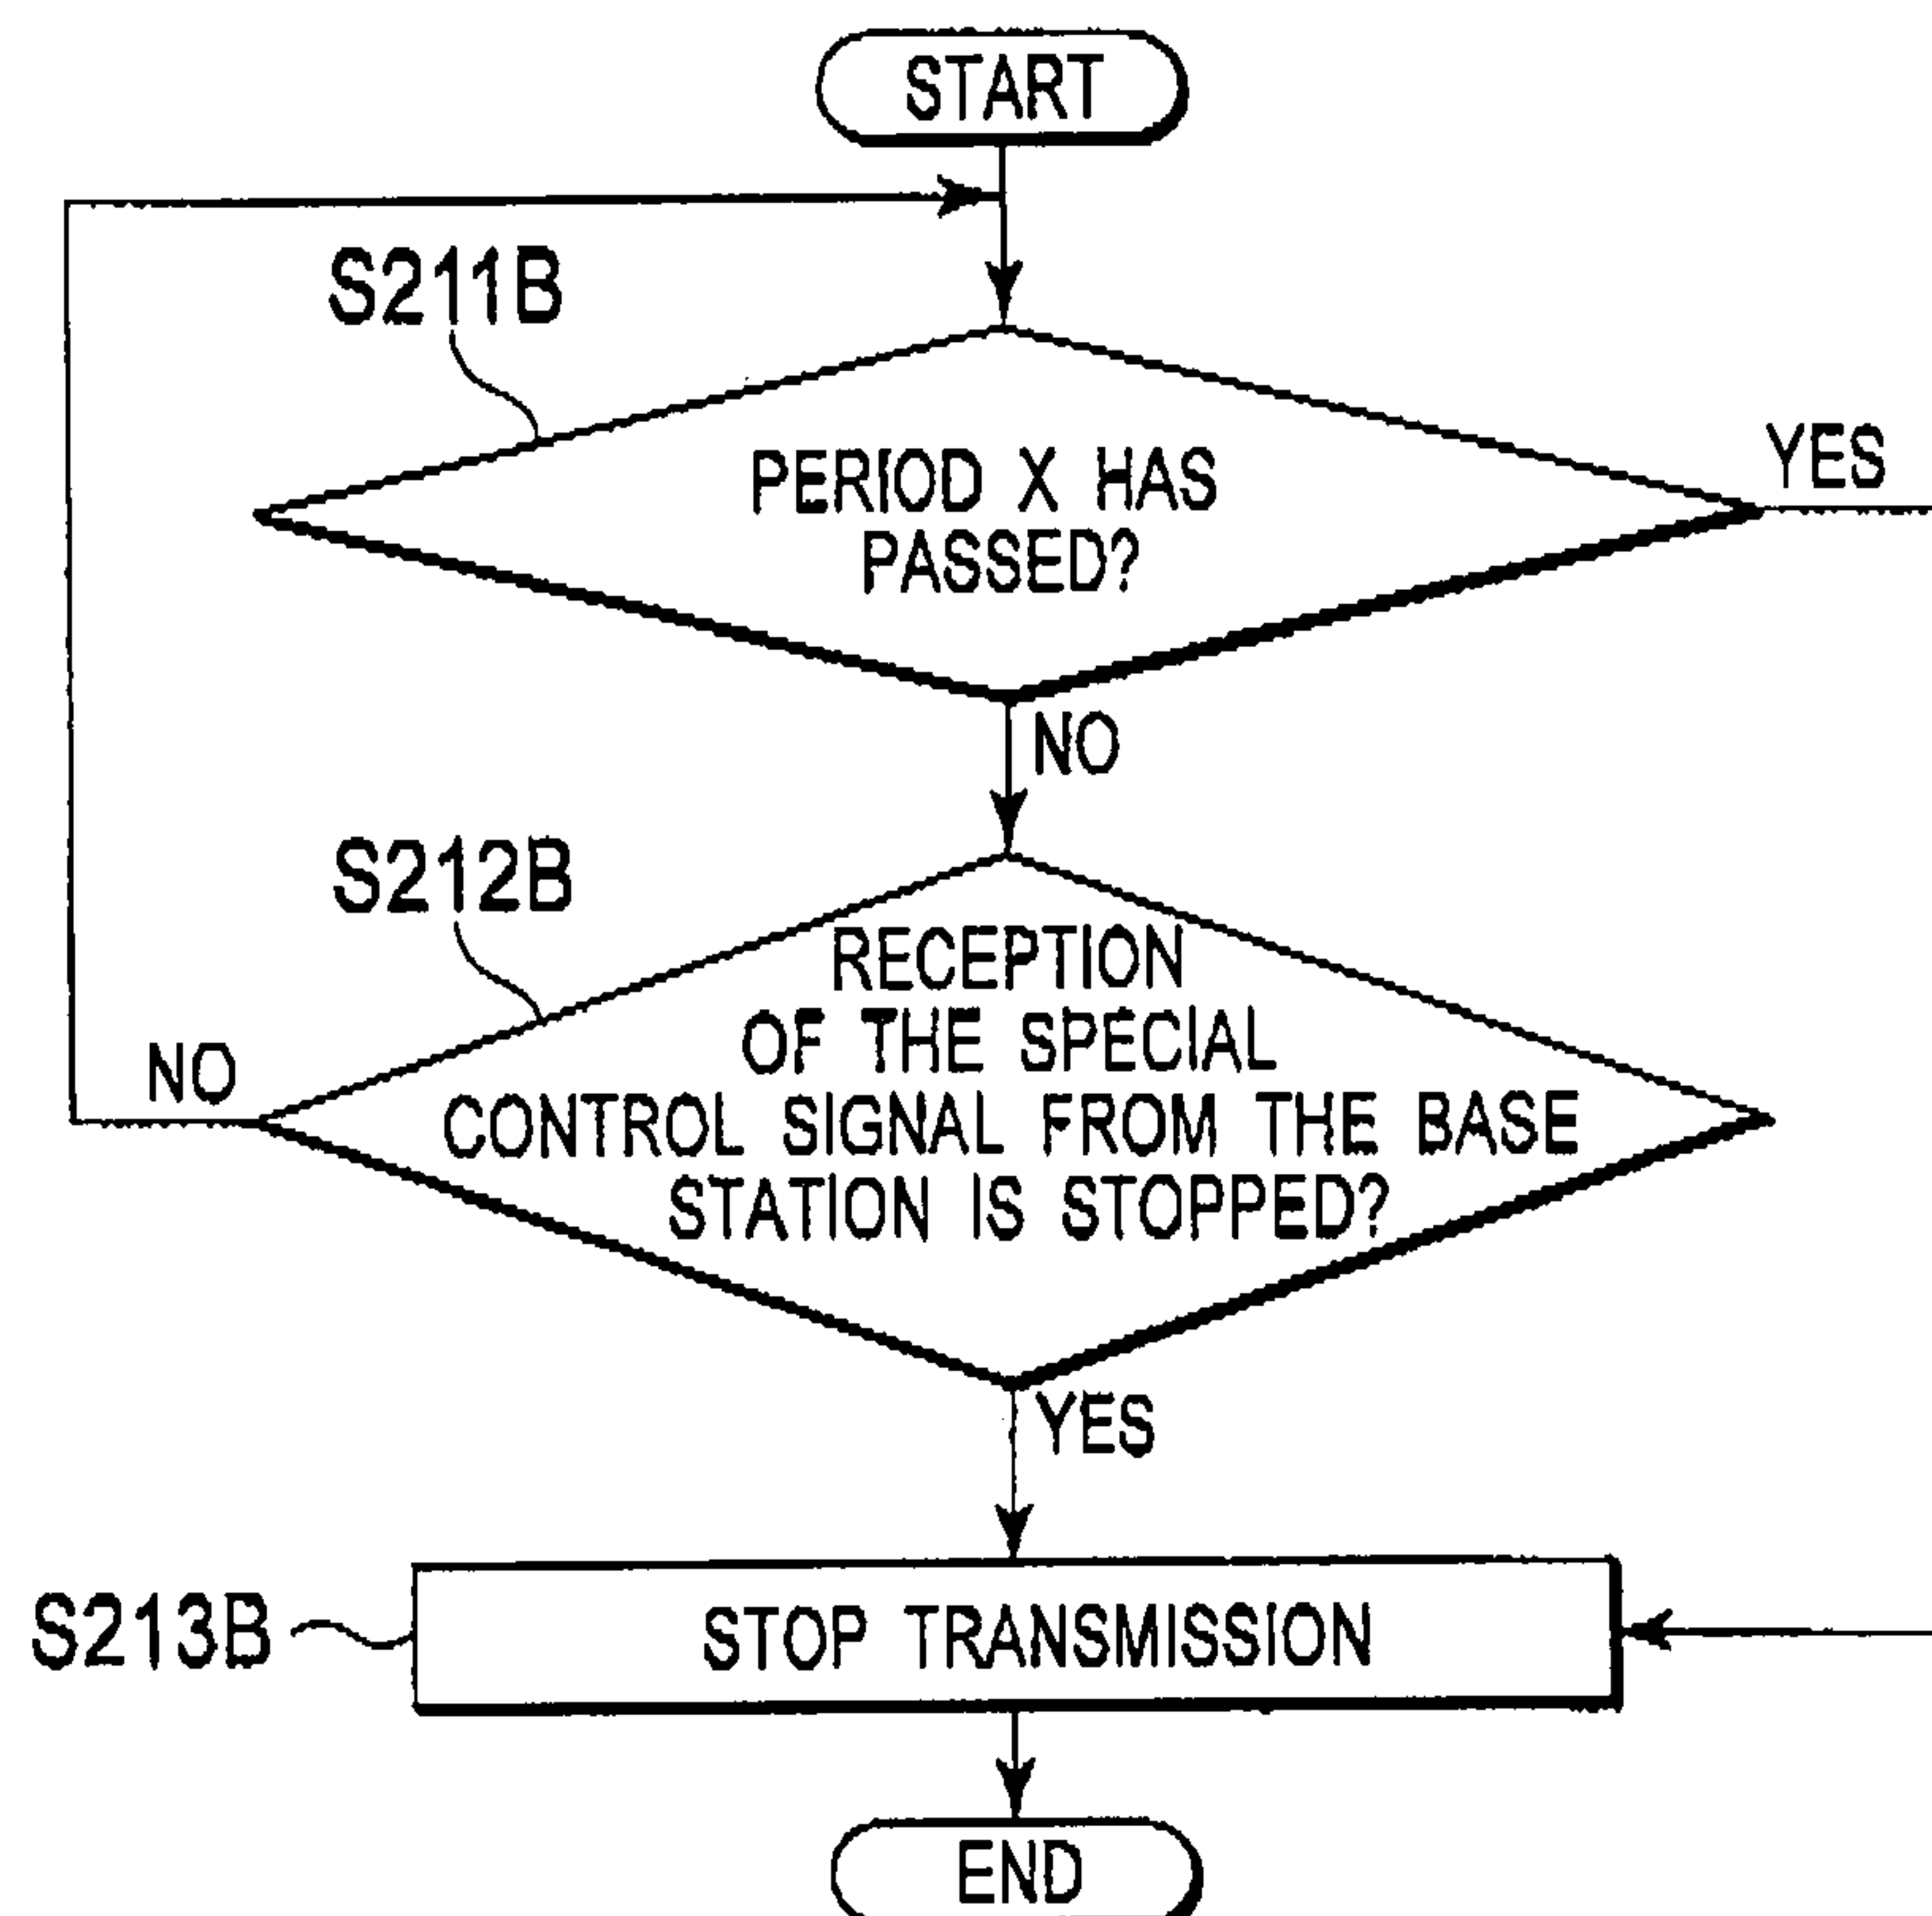 START
S211B
PERIOD X HAS
PASSED?
YES
NO
S212B
RECEPTION
OF THE SPECIAL
CONTROL SIGNAL FROM THE BASE
STATION IS STOPPED?
NO
YES
S213B
STOP TRANSMISSION
END